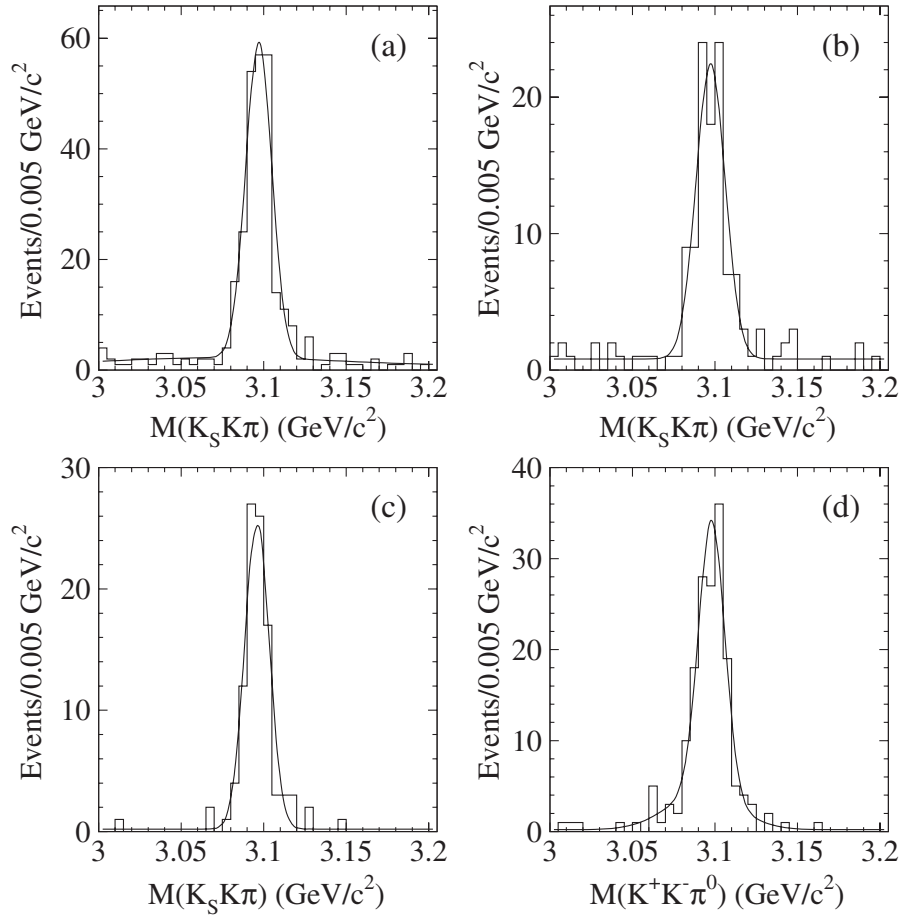 (a)
Events/0.005 GeV/c²
60
40
20
0
3 3.05 3.1 3.15 3.2
M(K_SKπ) (GeV/c²)
(b)
Events/0.005 GeV/c²
20
10
0
3 3.05 3.1 3.15 3.2
M(K_SKπ) (GeV/c²)
(c)
Events/0.005 GeV/c²
30
20
10
0
3 3.05 3.1 3.15 3.2
M(K_SKπ) (GeV/c²)
(d)
Events/0.005 GeV/c²
40
30
20
10
0
3 3.05 3.1 3.15 3.2
M(K⁺K⁻π⁰) (GeV/c²)